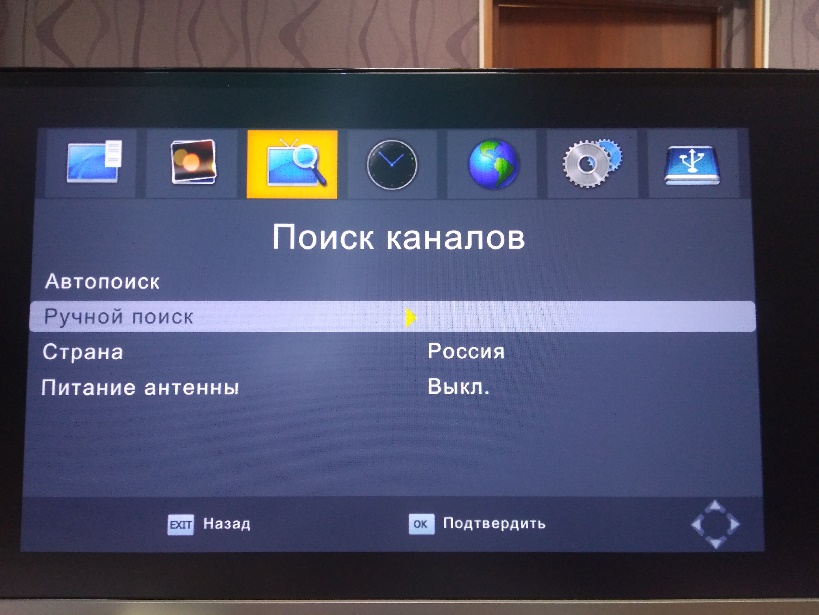 Поиск каналов
Автопоиск
Ручной поиск
Страна Россия
Питание антенны Выкл.
EXIT Назад OK Подтвердить